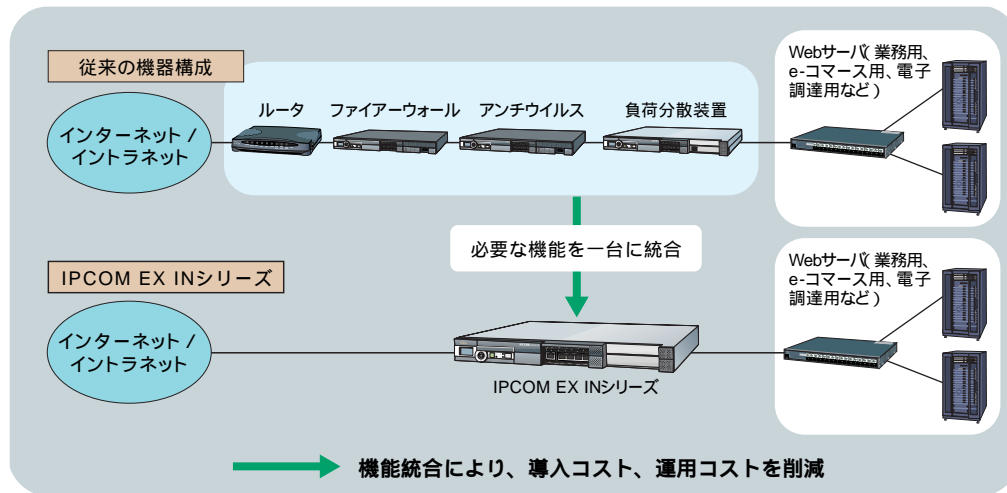 従来の機器構成
インターネット /
イントラネット
ルータ
ファイアーウォール
アンチウイルス
負荷分散装置
Webサーバ( 業務用、
e-コマース用、電子
調達用など )
必要な機能を一台に統合
IPCOM EX INシリーズ
インターネット /
イントラネット
IPCOM EX INシリーズ
Webサーバ( 業務用、
e-コマース用、電子
調達用など )
機能統合により、導入コスト、運用コストを削減